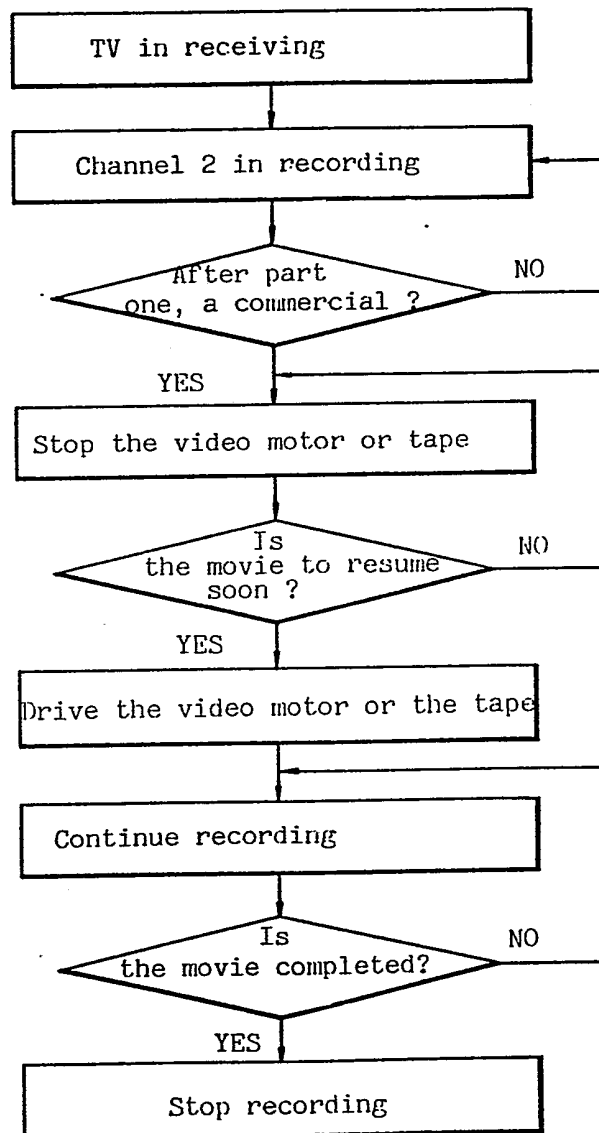 TV in receiving
Channel 2 in recording
After part
one, a commercial ?
NO
YES
Stop the video motor or tape
Is
the movie to resume
soon ?
NO
YES
Drive the video motor or the tape
Continue recording
Is
the movie completed?
NO
YES
Stop recording